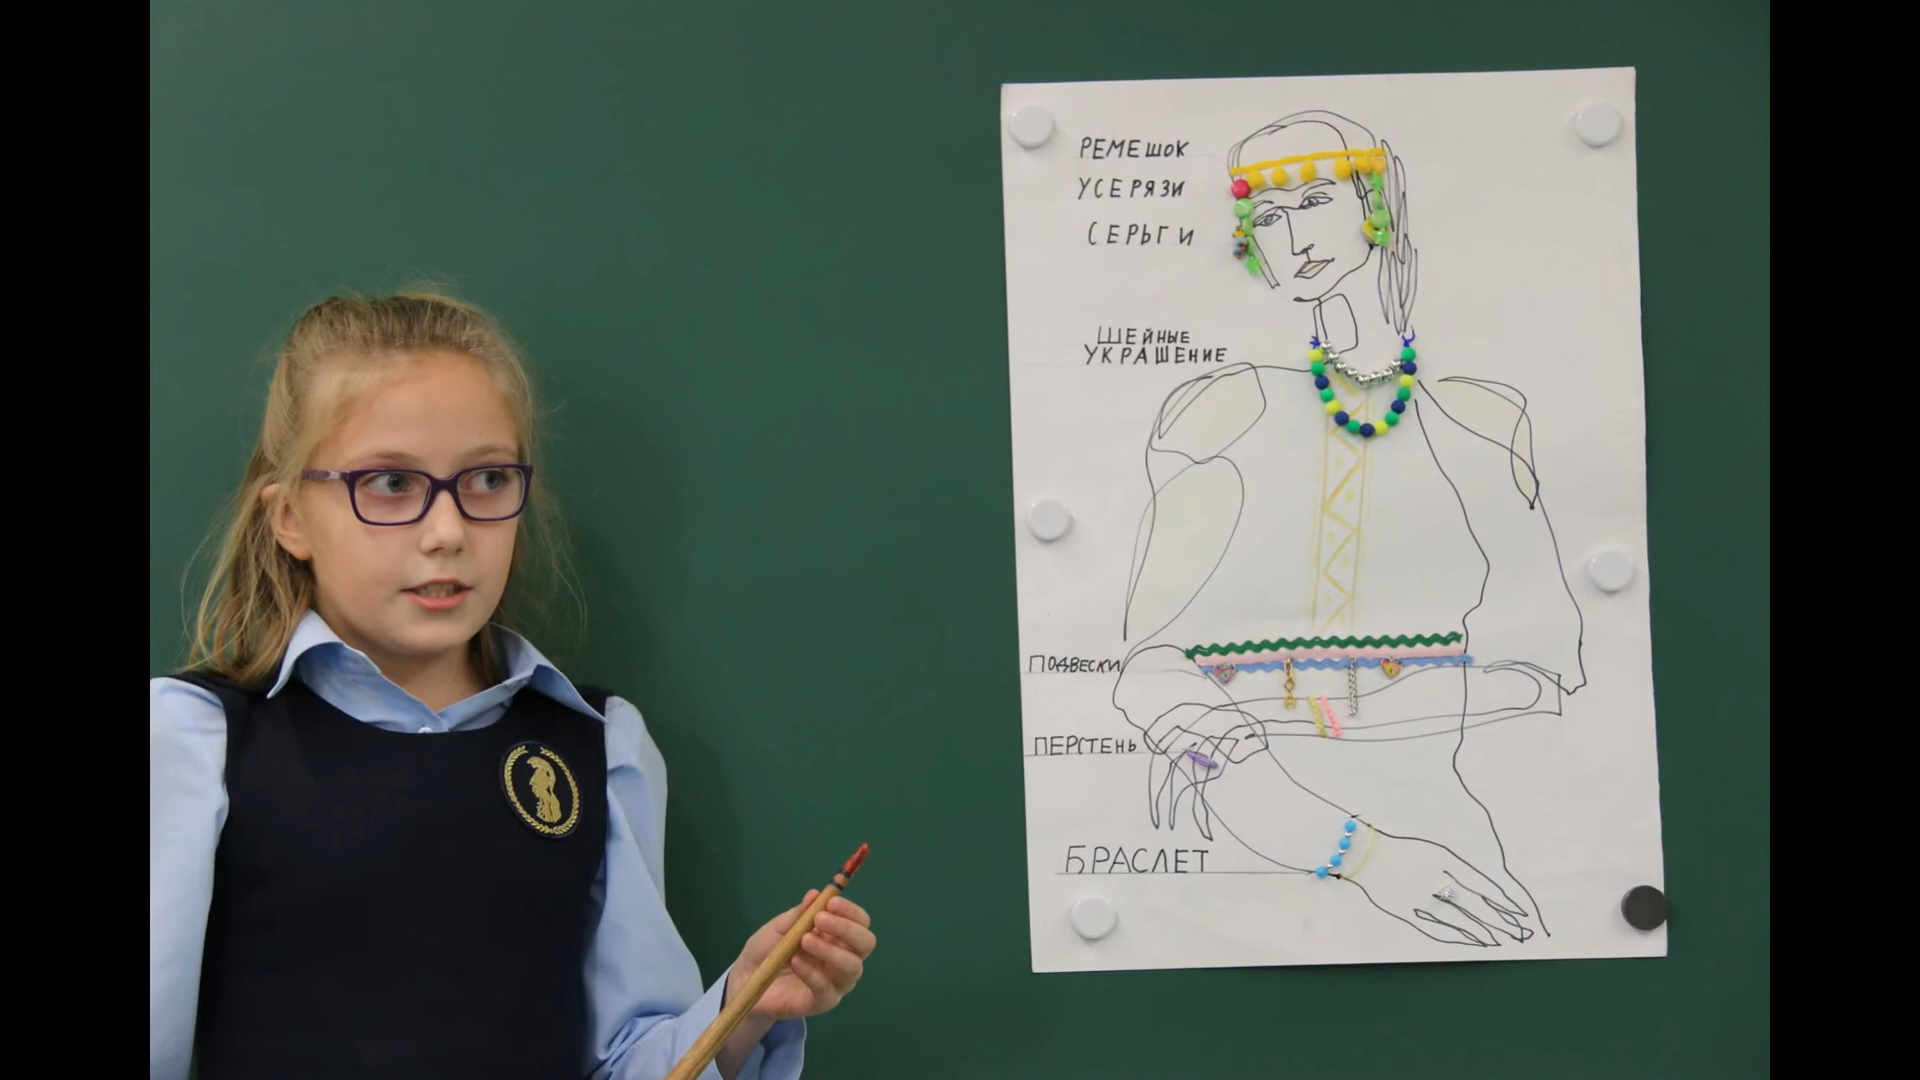 РЕМЕШОК
УСЕРЯЗИ
СЕРЬГИ
ШЕЙНЫЕ
УКРАШЕНИЕ
ПОДВЕСКИ
ПЕРСТЕНЬ
БРАСЛЕТ